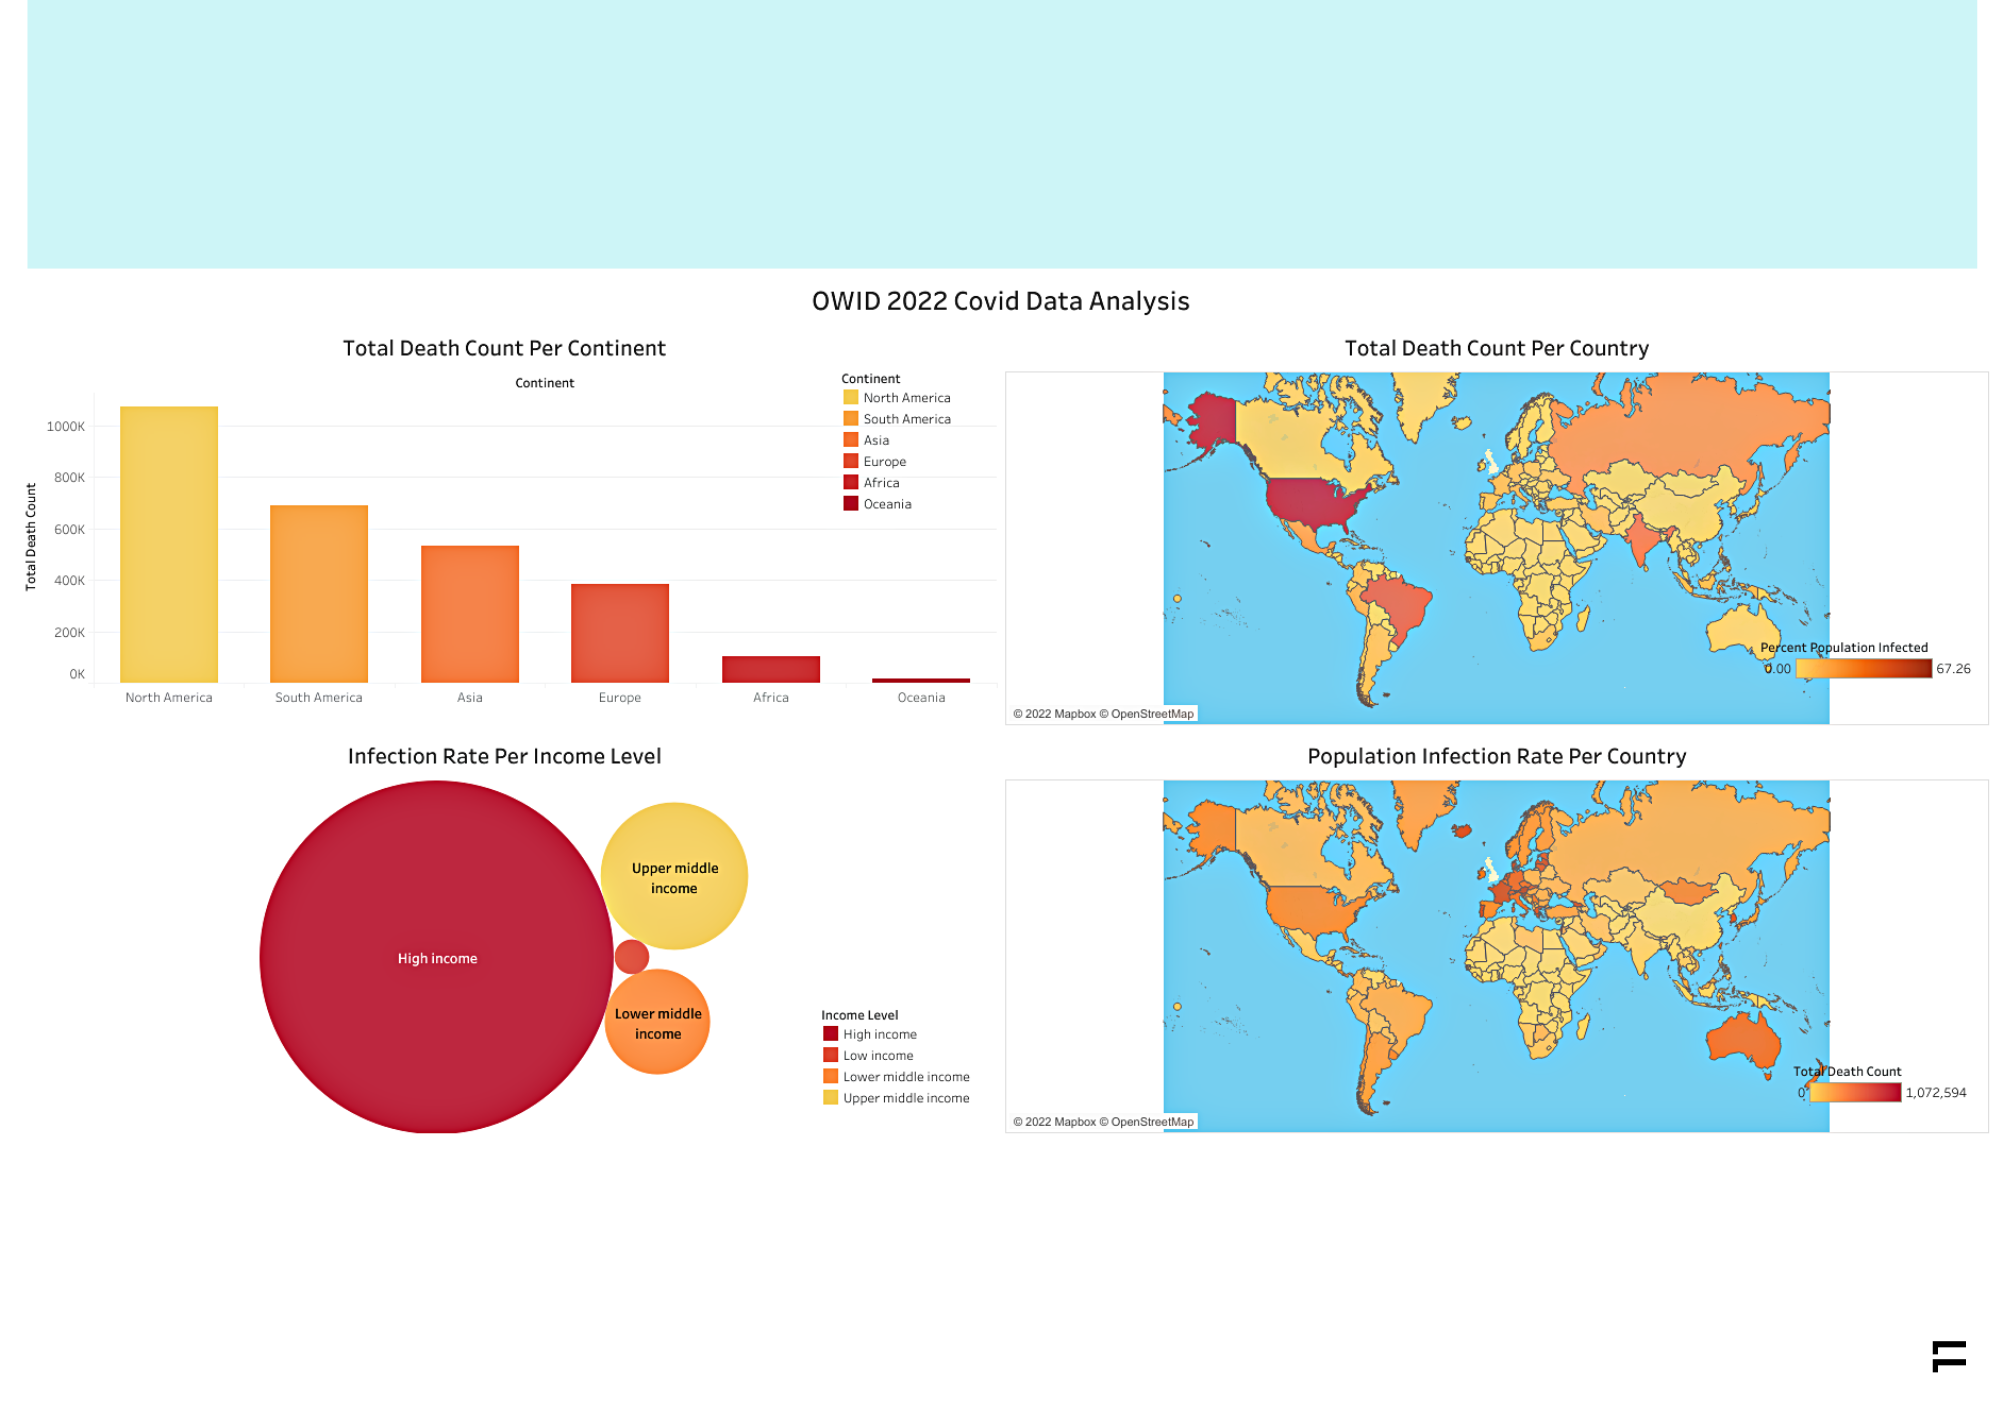 OWID 2022 Covid Data Analysis
Total Death Count Per Continent
Continent
Total Death Count
1000K
800K
600K
400K
200K
0K
North America
South America
Asia
Europe
Africa
Oceania
Continent
North America
South America
Asia
Europe
Africa
Oceania
Total Death Count Per Country
Percent Population Infected
0.00
67.26
© 2022 Mapbox © OpenStreetMap
Infection Rate Per Income Level
High income
Upper middle
income
Lower middle
income
Income Level
High income
Low income
Lower middle income
Upper middle income
Population Infection Rate Per Country
Total Death Count
0
1,072,594
© 2022 Mapbox © OpenStreetMap
11